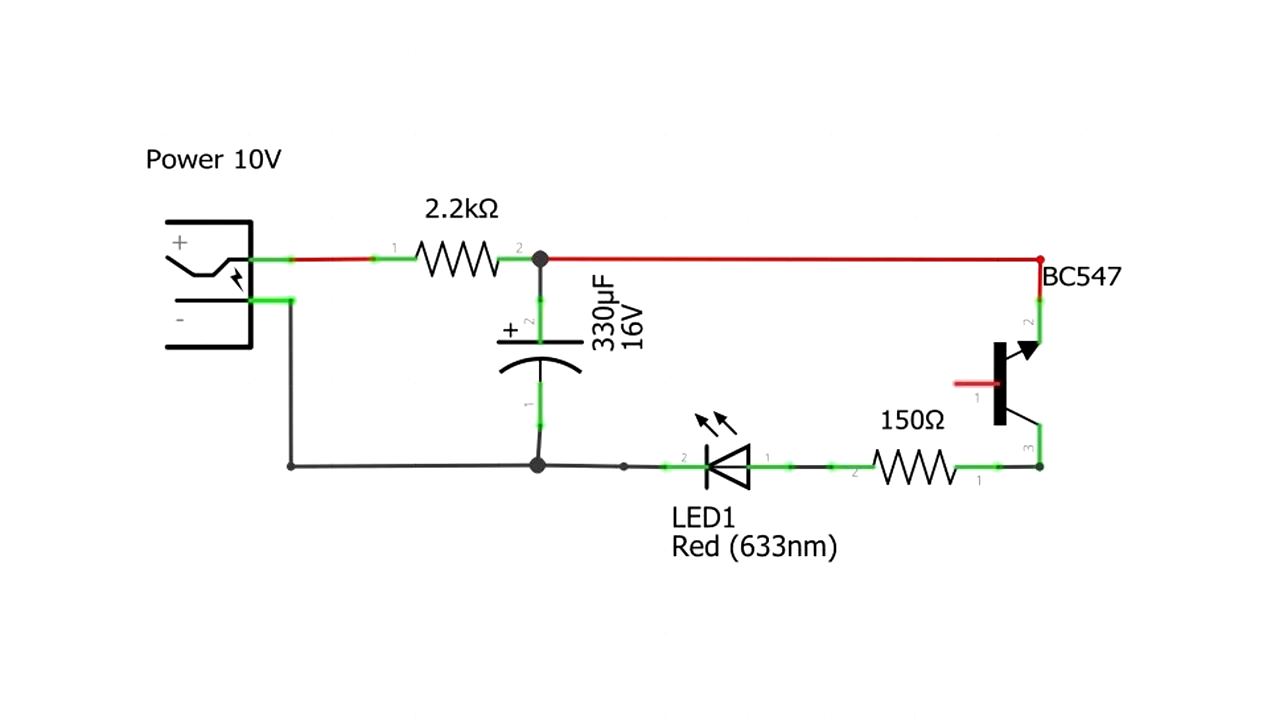 Power 10V
2.2kΩ
+
1
2
BC547
-
+
2
330µF
16V
2
1
1
150Ω
3
2
1
2
1
LED1
Red (633nm)